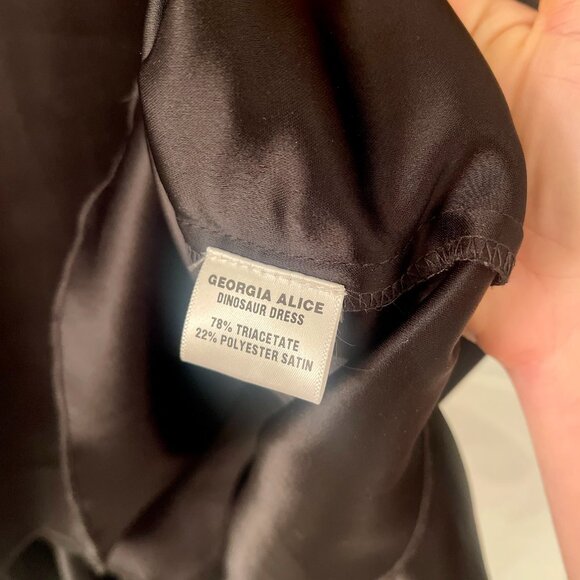 GEORGIA ALICE
DINOSAUR DRESS
78% TRIACETATE
22% POLYESTER SATIN